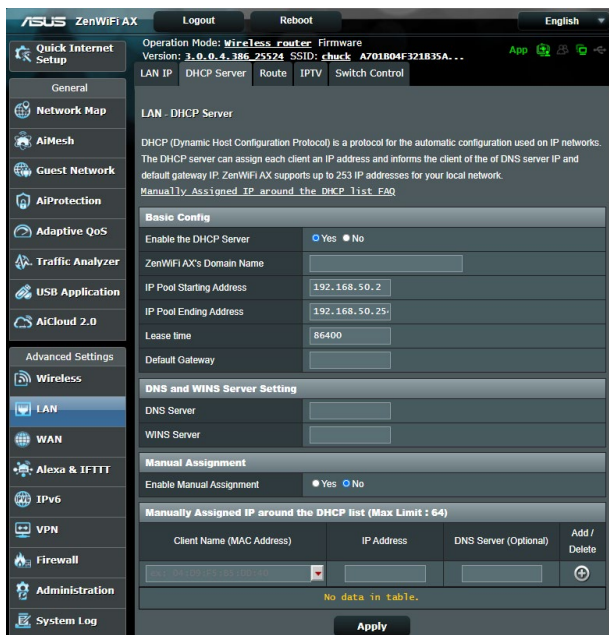 ASUS ZenWiFi AX Logout Reboot English
Quick Internet Setup
General
Network Map
AiMesh
Guest Network
AiProtection
Adaptive QoS
Traffic Analyzer
USB Application
AiCloud 2.0
Advanced Settings
Wireless
LAN
WAN
Alexa & IFTTT
IPv6
VPN
Firewall
Administration
System Log
Operation Mode: Wireless router Firmware
Version: 3.0.0.4.386_25524 SSID: chuck A701B04F321B35A...
App
LAN IP DHCP Server Route IPTV Switch Control
LAN - DHCP Server
DHCP (Dynamic Host Configuration Protocol) is a protocol for the automatic configuration used on IP networks.
The DHCP server can assign each client an IP address and informs the client of the of DNS server IP and
default gateway IP. ZenWiFi AX supports up to 253 IP addresses for your local network.
Manually Assigned IP around the DHCP list FAQ
Basic Config
Enable the DHCP Server Yes No
ZenWiFi AX's Domain Name
IP Pool Starting Address 192.168.50.2
IP Pool Ending Address 192.168.50.25
Lease time 86400
Default Gateway
DNS and WINS Server Setting
DNS Server
WINS Server
Manual Assignment
Enable Manual Assignment Yes No
Manually Assigned IP around the DHCP list (Max Limit : 64)
Client Name (MAC Address) IP Address DNS Server (Optional) Add / Delete
No data in table.
Apply